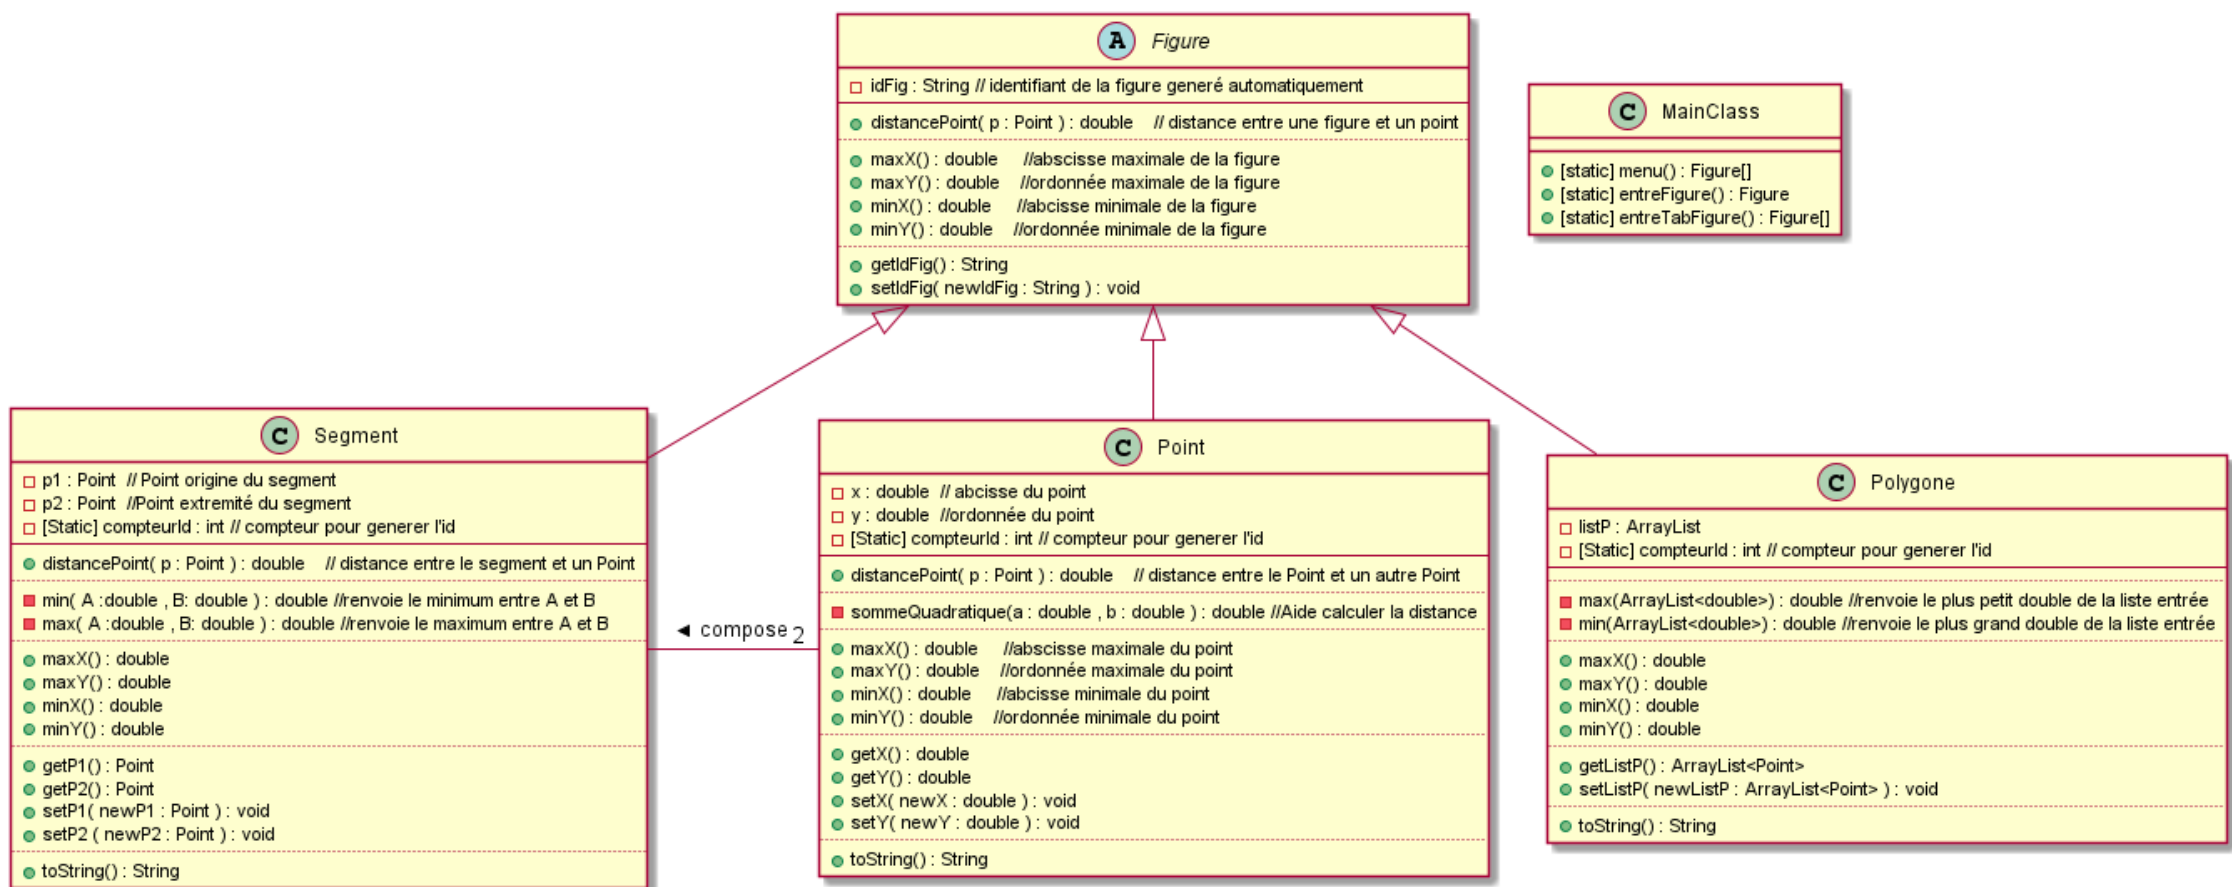 A Figure
idFig : String // identifiant de la figure generé automatiquement
distancePoint( p : Point ) : double // distance entre une figure et un point
maxX() : double //abscisse maximale de la figure
maxY() : double //ordonnée maximale de la figure
minX() : double //abcisse minimale de la figure
minY() : double //ordonnée minimale de la figure
getIdFig() : String
setIdFig( newIdFig : String ) : void
C MainClass
[static] menu() : Figure[]
[static] entreFigure() : Figure
[static] entreTabFigure() : Figure[]
C Segment
p1 : Point // Point origine du segment
p2 : Point //Point extremité du segment
[Static] compteurId : int // compteur pour generer l'id
distancePoint( p : Point ) : double // distance entre le segment et un Point
min( A :double , B: double ) : double //renvoie le minimum entre A et B
max( A :double , B: double ) : double //renvoie le maximum entre A et B
maxX() : double
maxY() : double
minX() : double
minY() : double
getP1() : Point
getP2() : Point
setP1( newP1 : Point ) : void
setP2 ( newP2 : Point ) : void
toString() : String
◄ compose 2
C Point
x : double // abcisse du point
y : double //ordonnée du point
[Static] compteurId : int // compteur pour generer l'id
distancePoint( p : Point ) : double // distance entre le Point et un autre Point
sommeQuadratique(a : double , b : double ) : double //Aide calculer la distance
maxX() : double //abscisse maximale du point
maxY() : double //ordonnée maximale du point
minX() : double //abcisse minimale du point
minY() : double //ordonnée minimale du point
getX() : double
getY() : double
setX( newX : double ) : void
setY( newY : double ) : void
toString() : String
C Polygone
listP : ArrayList
[Static] compteurId : int // compteur pour generer l'id
max(ArrayList<double>) : double //renvoie le plus petit double de la liste entrée
min(ArrayList<double>) : double //renvoie le plus grand double de la liste entrée
maxX() : double
maxY() : double
minX() : double
minY() : double
getListP() : ArrayList<Point>
setListP( newListP : ArrayList<Point> ) : void
toString() : String